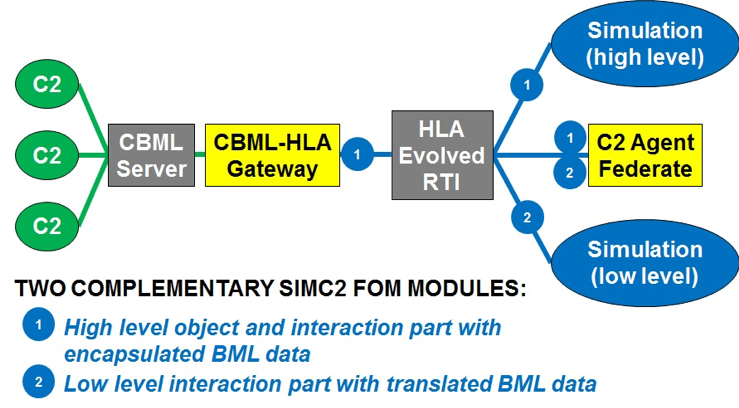 Simulation
(high level)
C2
1
CBML
Server
CBML-HLA
Gateway
1
HLA
Evolved
RTI
1
2
C2 Agent
Federate
C2
C2
2
Simulation
(low level)
TWO COMPLEMENTARY SIMC2 FOM MODULES:
1 High level object and interaction part with
encapsulated BML data
2 Low level interaction part with translated BML data